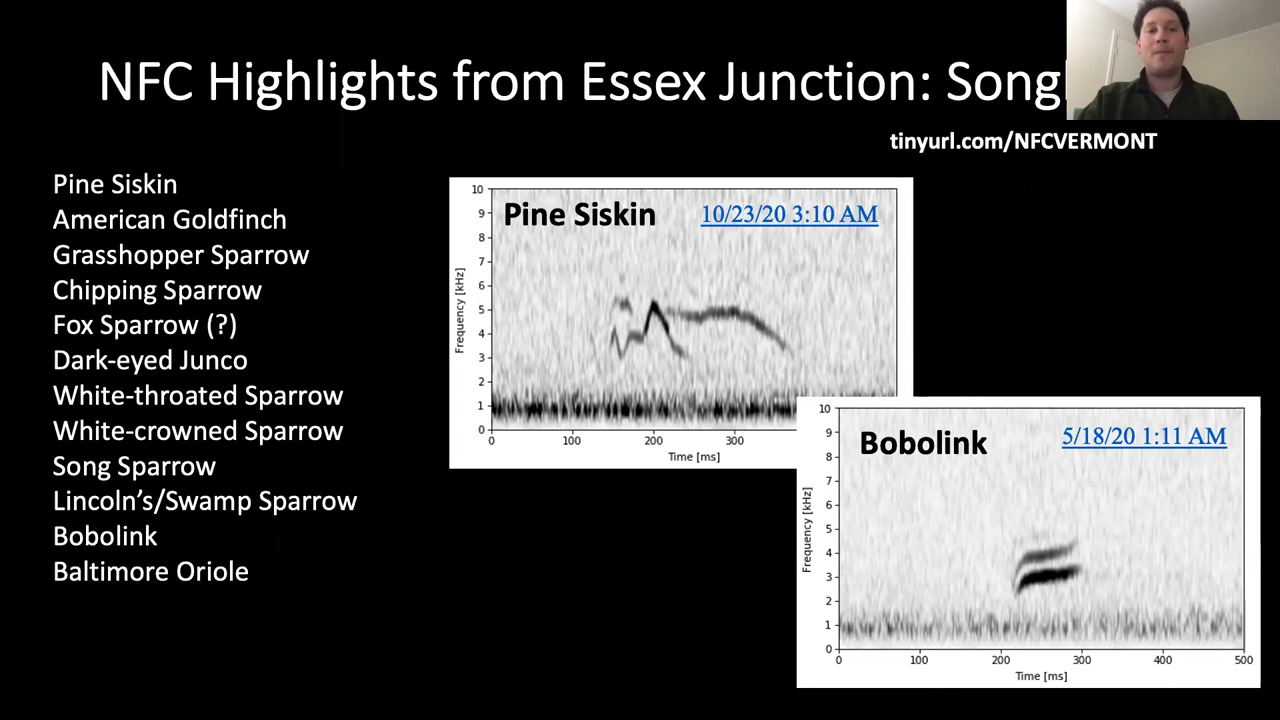 NFC Highlights from Essex Junction: Song
tinyurl.com/NFCVERMONT
Pine Siskin
American Goldfinch
Grasshopper Sparrow
Chipping Sparrow
Fox Sparrow (?)
Dark-eyed Junco
White-throated Sparrow
White-crowned Sparrow
Song Sparrow
Lincoln’s/Swamp Sparrow
Bobolink
Baltimore Oriole
Pine Siskin 10/23/20 3:10 AM
Frequency [kHz]
10
9
8
7
6
5
4
3
2
1
0
0 100 200 300
Time [ms]
Bobolink 5/18/20 1:11 AM
Frequency [kHz]
10
9
8
7
6
5
4
3
2
1
0
0 100 200 300 400 500
Time [ms]